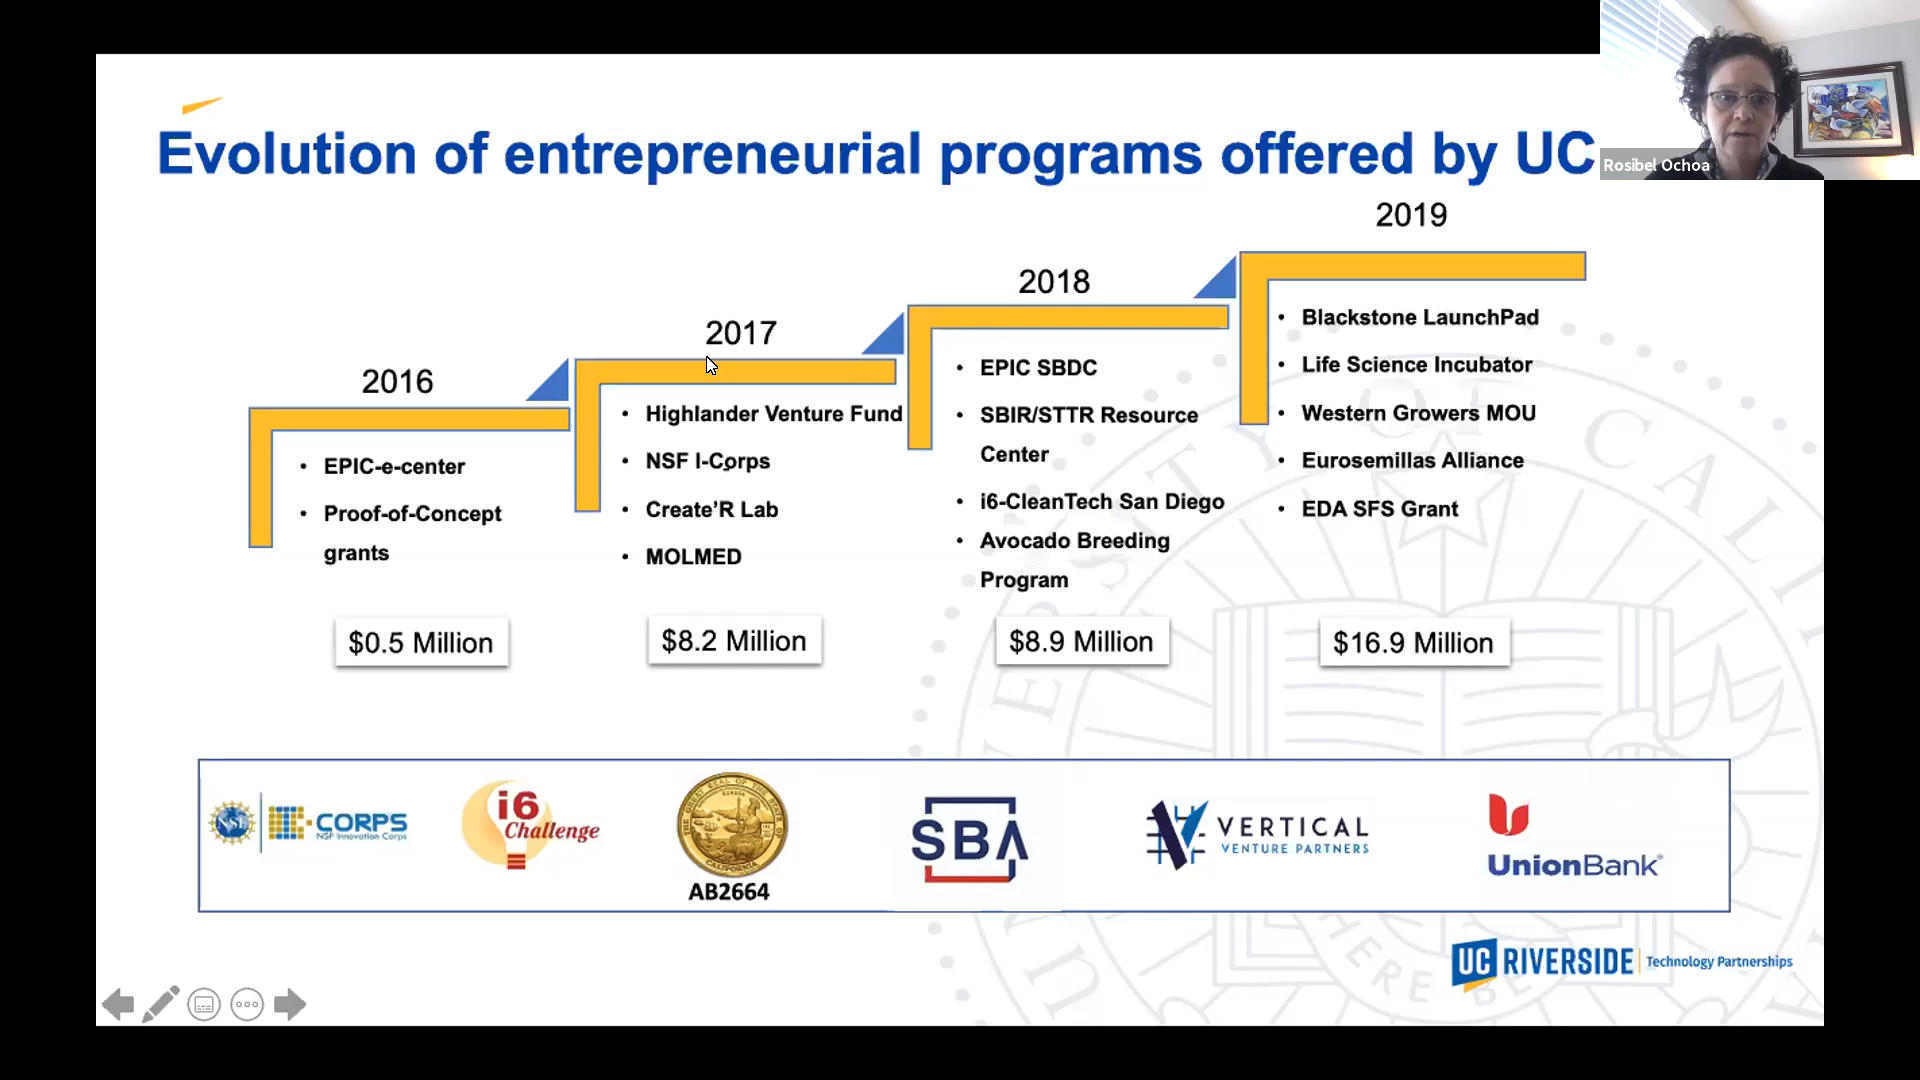 Evolution of entrepreneurial programs offered by UC
Rosibel Ochoa
2016
• EPIC-e-center
• Proof-of-Concept
grants
$0.5 Million
2017
• Highlander Venture Fund
• NSF I-Corps
• Create’R Lab
• MOLMED
$8.2 Million
2018
• EPIC SBDC
• SBIR/STTR Resource
Center
• i6-CleanTech San Diego
• Avocado Breeding
Program
$8.9 Million
2019
• Blackstone LaunchPad
• Life Science Incubator
• Western Growers MOU
• Eurosemillas Alliance
• EDA SFS Grant
$16.9 Million
NSF
I-CORPS
NSF Innovation Corps
i6
Challenge
AB2664
SBA
VERTICAL
VENTURE PARTNERS
UnionBank®
UC RIVERSIDE | Technology Partnerships